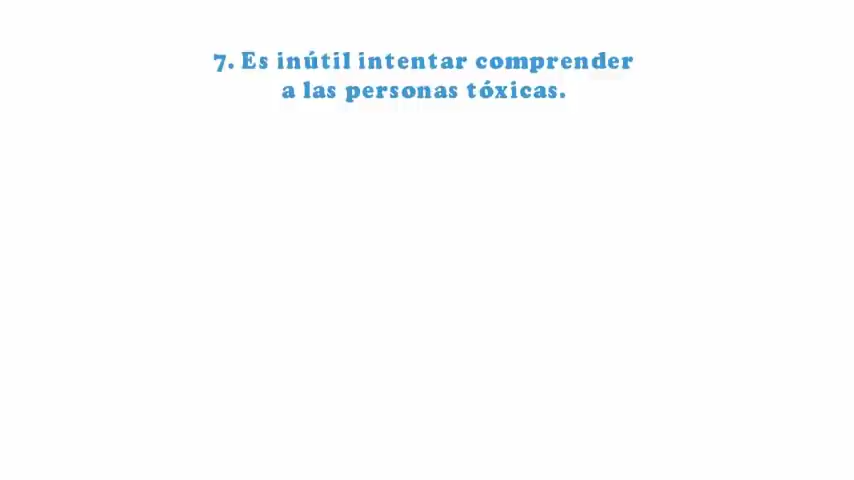 7. Es inútil intentar comprender
a las personas tóxicas.